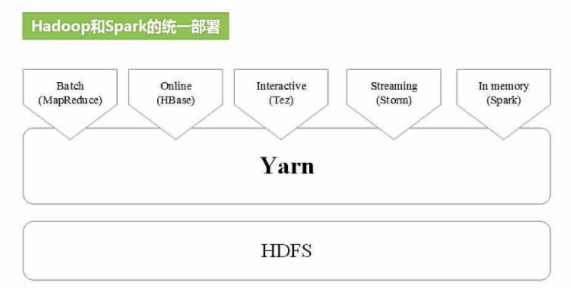 Hadoop和Spark的统一部署
Batch
(MapReduce)
Online
(HBase)
Interactive
(Tez)
Streaming
(Storm)
In memory
(Spark)
Yarn
HDFS